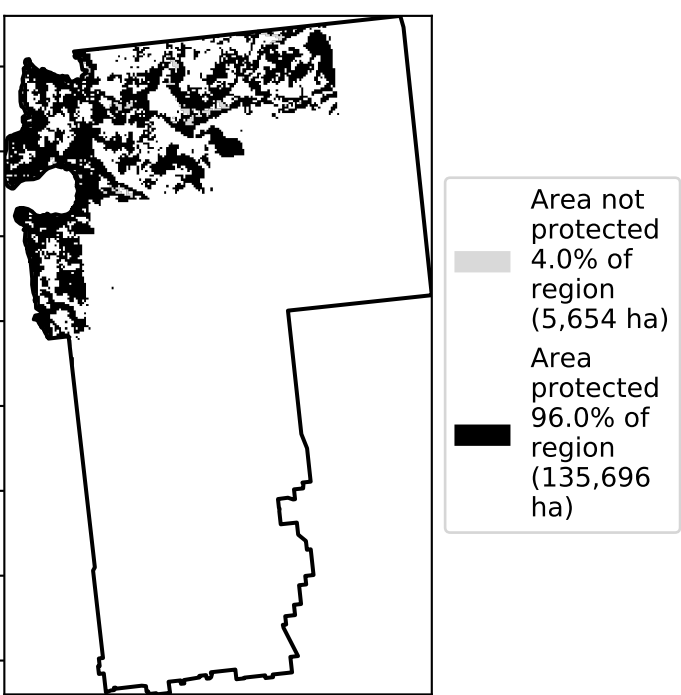 Area not
protected
4.0% of
region
(5,654 ha)
Area
protected
96.0% of
region
(135,696
ha)